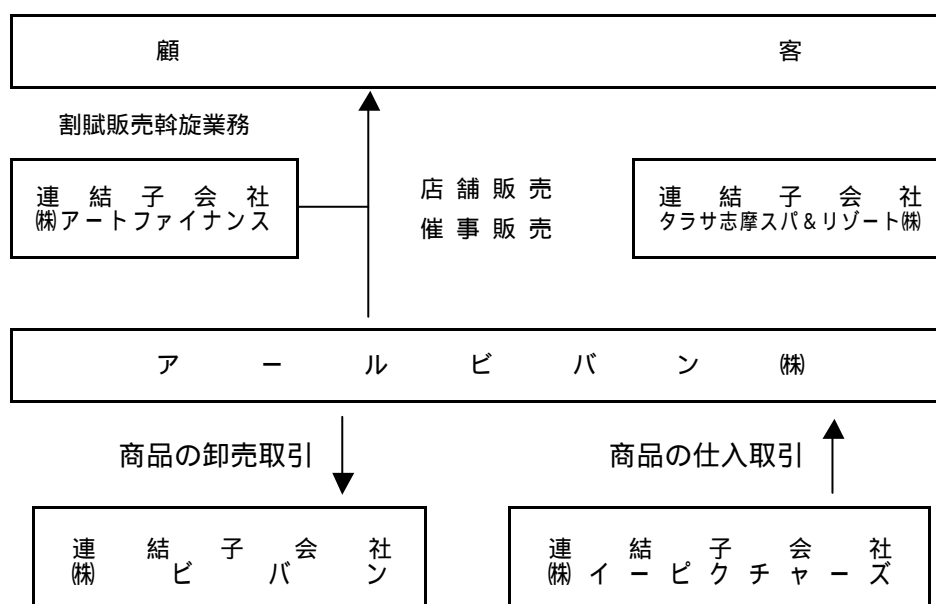 顧客
割賦販売斡旋業務
連結子会社
㈱アートファイナンス
店舗販売
催事販売
連結子会社
タラサ志摩スパ&リゾート㈱
アールビバン㈱
商品の卸売取引
商品の仕入取引
連結子会社
㈱ビバン
連結子会社
㈱イーピクチャーズ